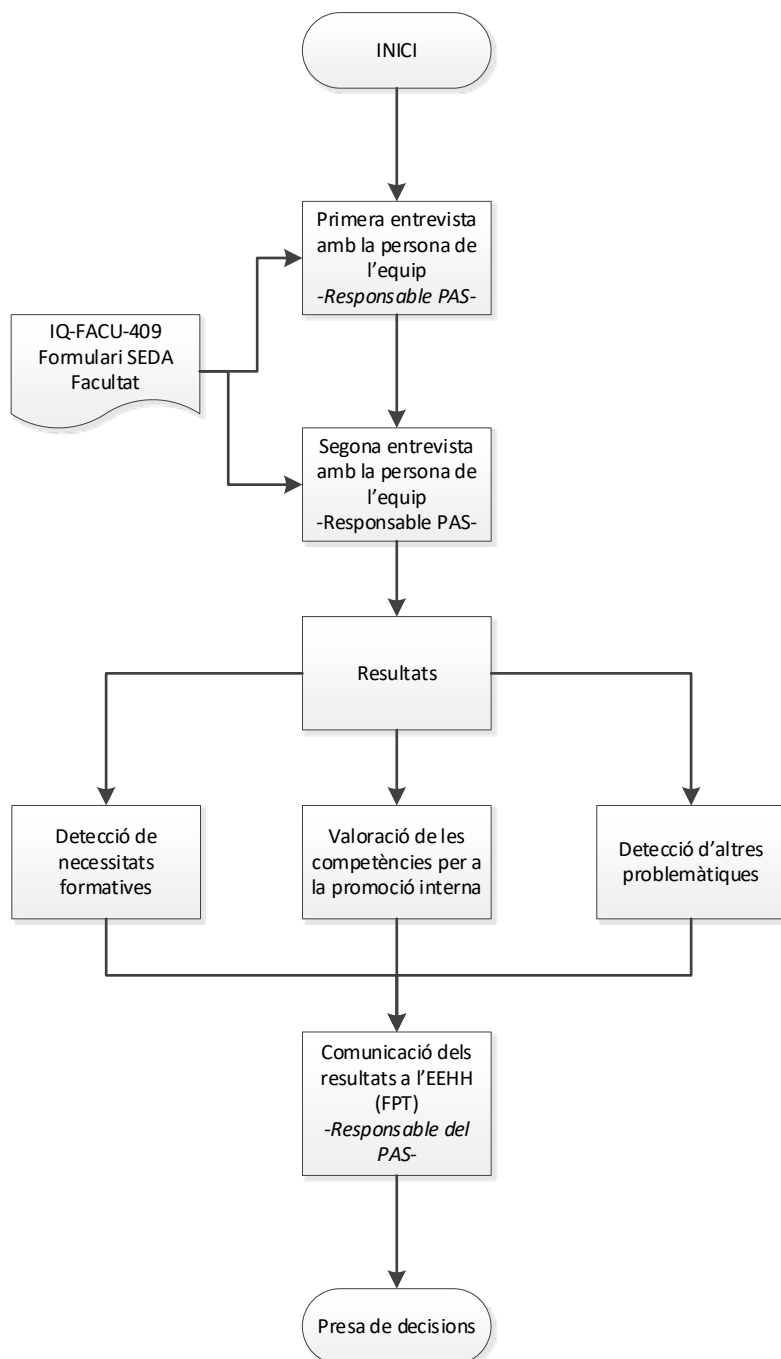 INICI
Primera entrevista
amb la persona de
l’equip
-Responsable PAS-
IQ-FACU-409
Formulari SEDA
Facultat
Segona entrevista
amb la persona de
l’equip
-Responsable PAS-
Resultats
Detecció de
necessitats
formatives
Valoració de les
competències per a
la promoció interna
Detecció d’altres
problemàtiques
Comunicació dels
resultats a l’EEHH
(FPT)
-Responsable del
PAS-
Presa de decisions